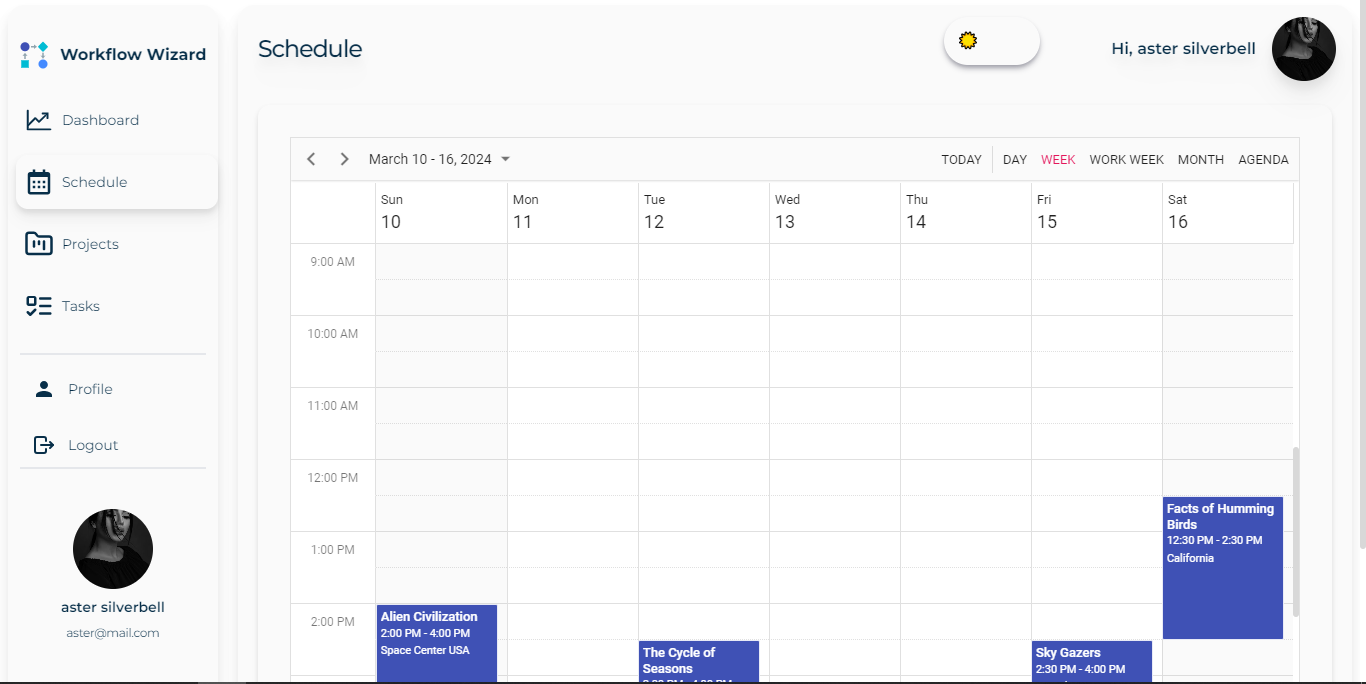 Workflow Wizard
Dashboard
Schedule
Projects
Tasks
Profile
Logout
aster silverbell
aster@mail.com
Schedule
Hi, aster silverbell
March 10 - 16, 2024
TODAY DAY WEEK WORK WEEK MONTH AGENDA
Sun Mon Tue Wed Thu Fri Sat
10 11 12 13 14 15 16
9:00 AM
10:00 AM
11:00 AM
12:00 PM
1:00 PM
2:00 PM
Alien Civilization
2:00 PM - 4:00 PM
Space Center USA
The Cycle of
Seasons
Sky Gazers
2:30 PM - 4:00 PM
Facts of Humming
Birds
12:30 PM - 2:30 PM
California